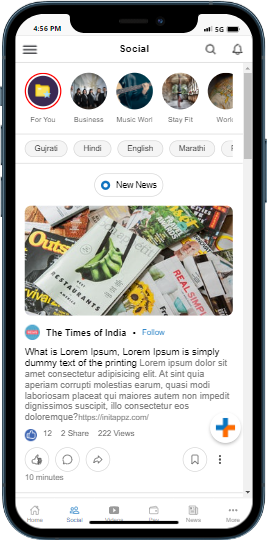 4:56 PM 5G
Social
For You Business Music Worl Stay Fit Work
Gujrati Hindi English Marathi
New News
Outs
RESTAURANTS
REAL SIMPLE
The Times of India • Follow
What is Lorem Ipsum, Lorem Ipsum is simply
dummy text of the printing Lorem ipsum dolor sit
amet consectetur adipisicing elit. At sint quia
aperiam corrupti molestias earum, quasi modi
laboriosam placeat qui maiores autem non impedit
dignissimos suscipit, illo consectetur eos
doloremque?https://initappz.com/
12 2 Share 222 Views
10 minutes
Home Social Videos Pay News More